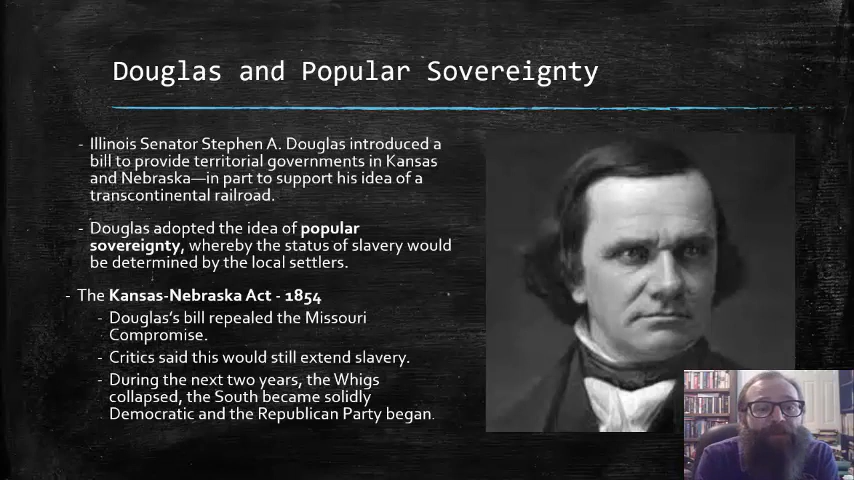 Douglas and Popular Sovereignty
- Illinois Senator Stephen A. Douglas introduced a
bill to provide territorial governments in Kansas
and Nebraska—in part to support his idea of a
transcontinental railroad.
- Douglas adopted the idea of popular
sovereignty, whereby the status of slavery would
be determined by the local settlers.
- The Kansas-Nebraska Act - 1854
- Douglas's bill repealed the Missouri
Compromise.
- Critics said this would still extend slavery.
- During the next two years, the Whigs
collapsed, the South became solidly
Democratic and the Republican Party began.